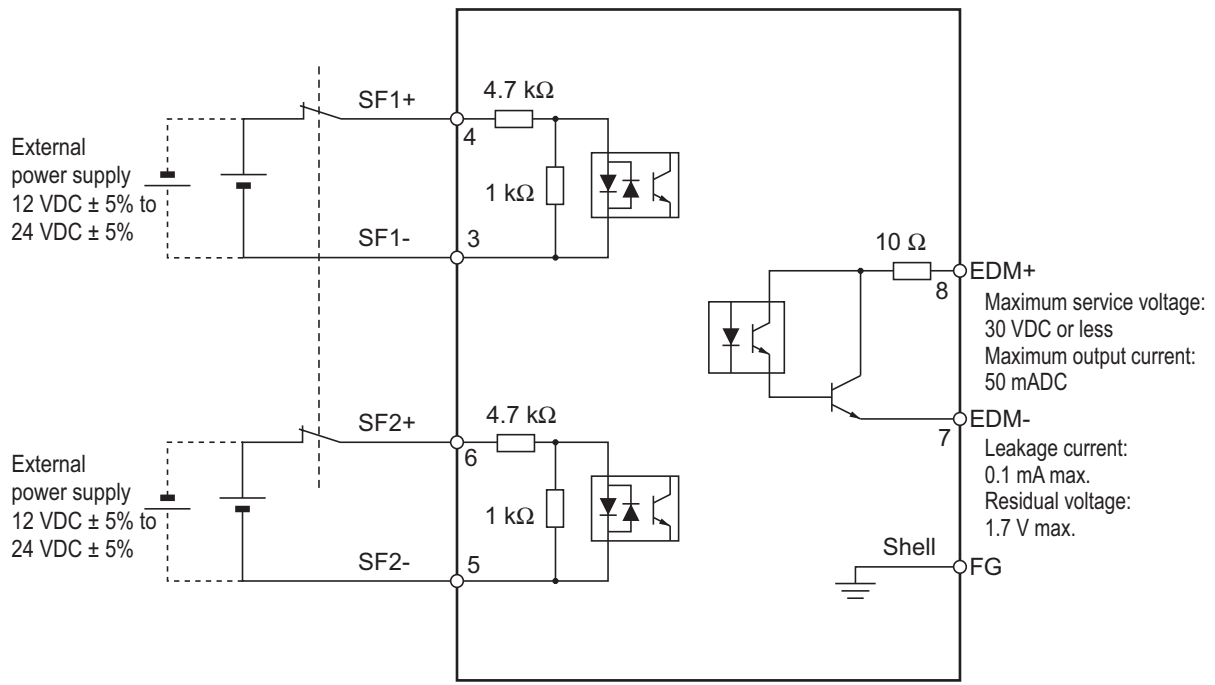 SF1+
4.7 kΩ
4
External
power supply
12 VDC ± 5% to
24 VDC ± 5%
1 kΩ
SF1-
3
10 Ω
EDM+
8
Maximum service voltage:
30 VDC or less
Maximum output current:
50 mADC
SF2+
4.7 kΩ
6
EDM-
7
Leakage current:
0.1 mA max.
Residual voltage:
1.7 V max.
External
power supply
12 VDC ± 5% to
24 VDC ± 5%
1 kΩ
SF2-
5
Shell
FG